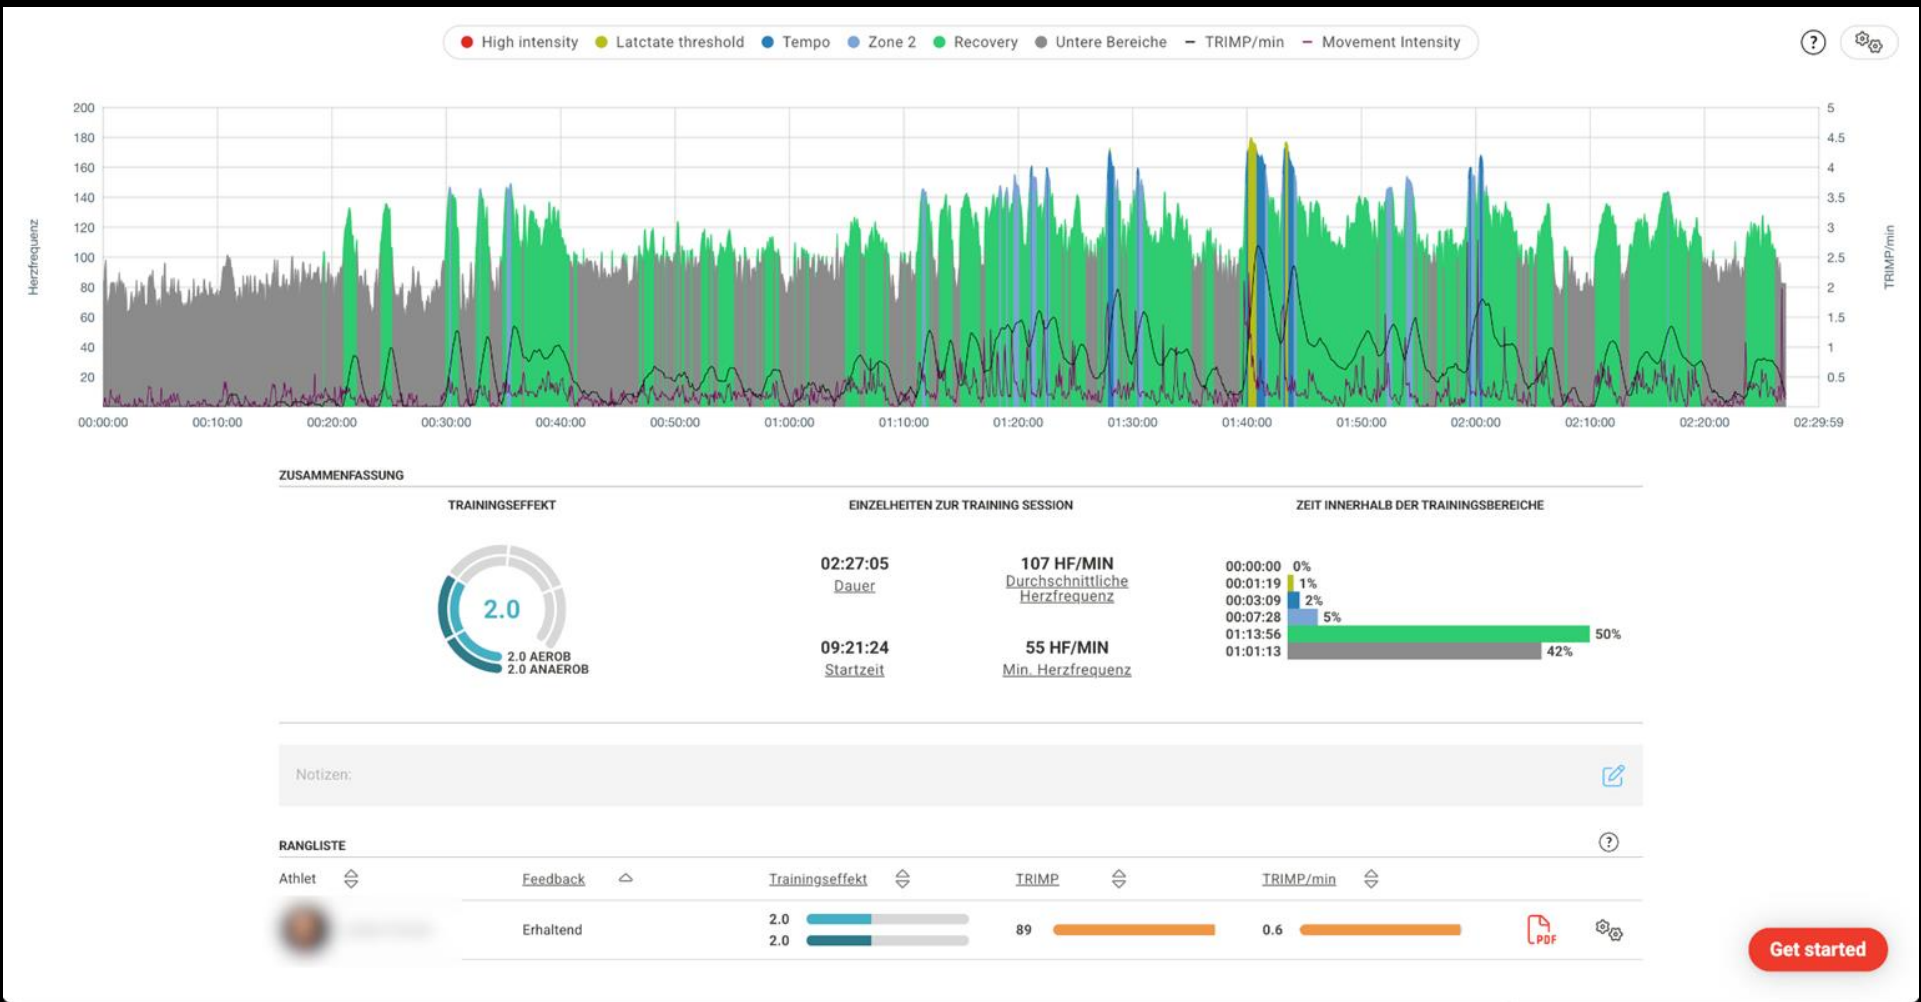 High intensity Latctate threshold Tempo Zone 2 Recovery Untere Bereiche TRIMP/min Movement Intensity
?
200
180
160
140
120
100
80
60
40
20
Herzfrequenz
5
4.5
4
3.5
3
2.5
2
1.5
1
0.5
TRIMP/min
00:00:00 00:10:00 00:20:00 00:30:00 00:40:00 00:50:00 01:00:00 01:10:00 01:20:00 01:30:00 01:40:00 01:50:00 02:00:00 02:10:00 02:20:00 02:29:59
ZUSAMMENFASSUNG
TRAININGSEFFEKT
2.0
2.0 AEROB
2.0 ANAEROB
EINZELHEITEN ZUR TRAINING SESSION
02:27:05
Dauer
107 HF/MIN
Durchschnittliche
Herzfrequenz
09:21:24
Startzeit
55 HF/MIN
Min. Herzfrequenz
ZEIT INNERHALB DER TRAININGSBEREICHE
00:00:00 0%
00:01:19 1%
00:03:09 2%
00:07:28 5%
01:13:56 50%
01:01:13 42%
Notizen:
RANGLISTE
?
Athlet Feedback Trainingseffekt TRIMP TRIMP/min
Erhaltend
2.0
2.0
89
0.6
PDF
Get started